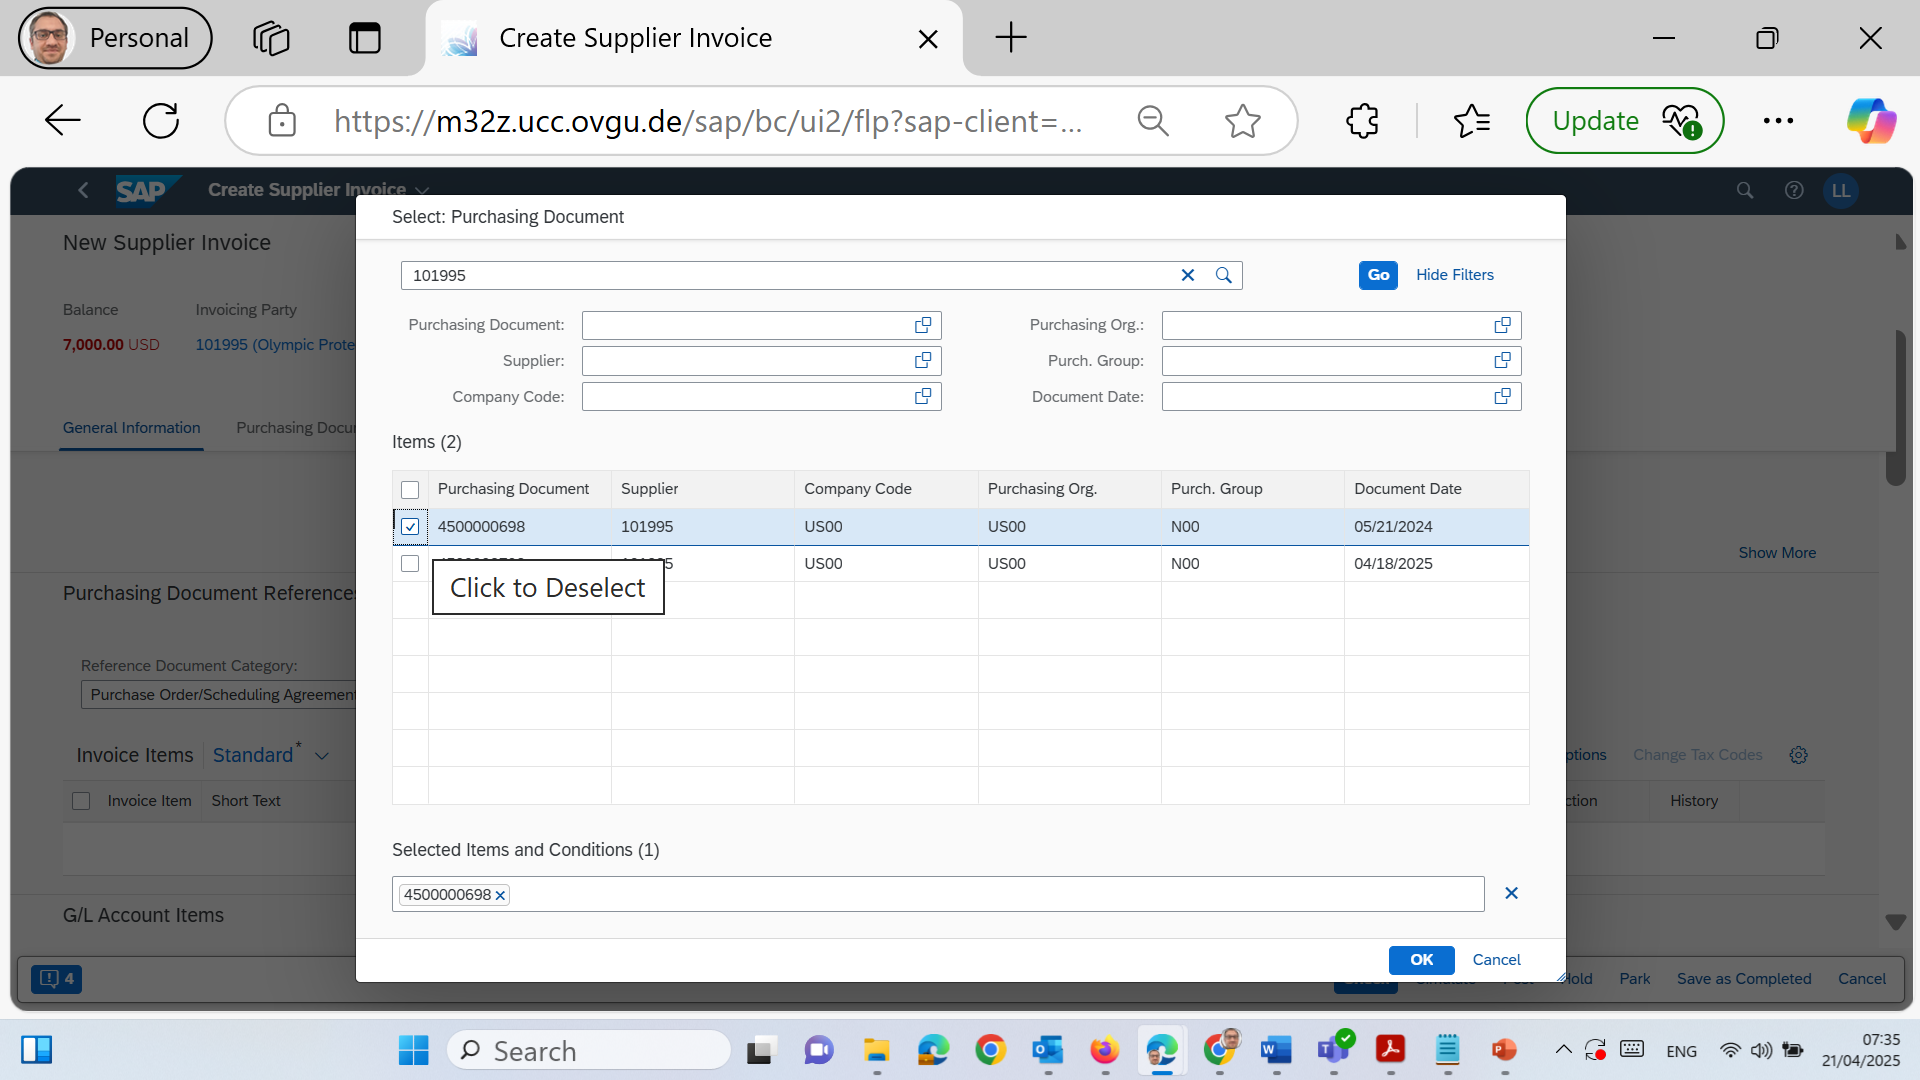 Personal
Create Supplier Invoice
https://m32z.ucc.ovgu.de/sap/bc/ui2/flp?sap-client=...
Update
SAP
Create Supplier Invoice
LL
New Supplier Invoice
Balance
Invoicing Party
7,000.00 USD
101995 (Olympic Prote
General Information
Purchasing Docu
Show More
Purchasing Document Reference
Reference Document Category:
Purchase Order/Scheduling Agreement
Invoice Items
Standard*
ptions
Change Tax Codes
Invoice Item
Short Text
ction
History
G/L Account Items
4
Park
Save as Completed
Cancel
Select: Purchasing Document
101995
Go
Hide Filters
Purchasing Document:
Purchasing Org.:
Supplier:
Purch. Group:
Company Code:
Document Date:
Items (2)
Purchasing Document Supplier Company Code Purchasing Org. Purch. Group Document Date
4500000698 101995 US00 US00 N00 05/21/2024
5 US00 US00 N00 04/18/2025
Click to Deselect
Selected Items and Conditions (1)
4500000698
OK
Cancel
Search
ENG
07:35
21/04/2025